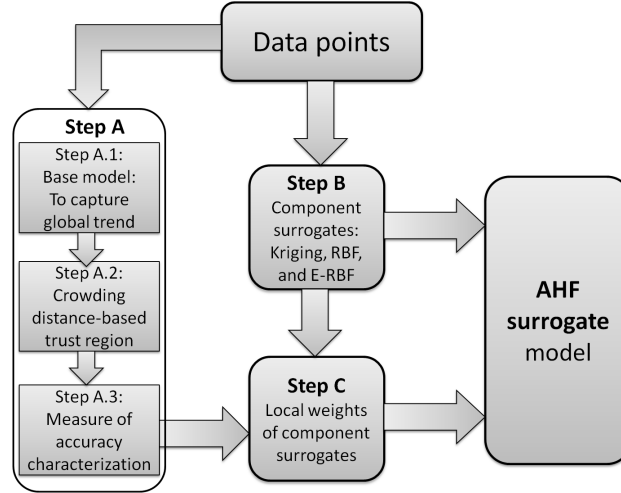 Data points
Step A
Step A.1:
Base model:
To capture
global trend
Step A.2:
Crowding
distance-based
trust region
Step A.3:
Measure of
accuracy
characterization
Step B
Component
surrogates:
Kriging, RBF,
and E-RBF
Step C
Local weights
of component
surrogates
AHF
surrogate
model